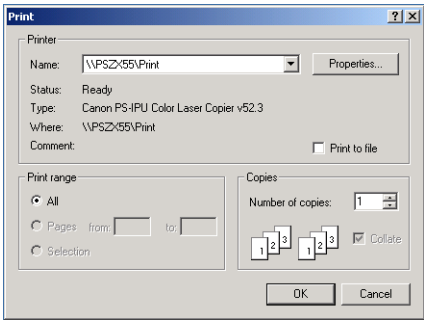 Print
Printer
Name: \\PSZX55\Print Properties...
Status: Ready
Type: Canon PS-IPU Color Laser Copier v52.3
Where: \\PSZX55\Print
Comment: Print to file
Print range
All
Pages from: to:
Selection
Copies
Number of copies: 1
1 2 3 1 2 3 Collate
OK Cancel